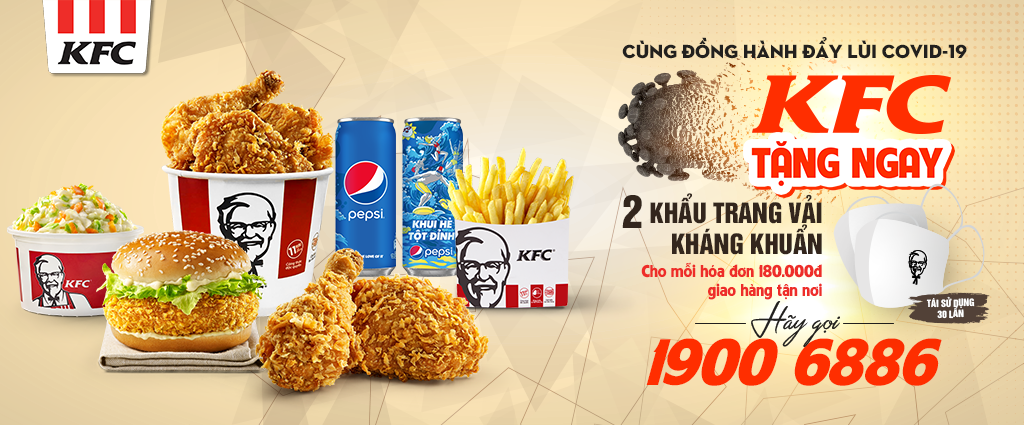 KFC
CÙNG ĐỒNG HÀNH ĐẨY LÙI COVID-19
KFC
TẶNG NGAY
2 KHẨU TRANG VẢI
KHÁNG KHUẨN
Cho mỗi hóa đơn 180.000đ
giao hàng tận nơi
TÁI SỬ DỤNG
30 LẦN
Hãy gọi
1900 6886
pepsi
KHUI HÈ
TỘT ĐỈNH
pepsi
KFC
KFC